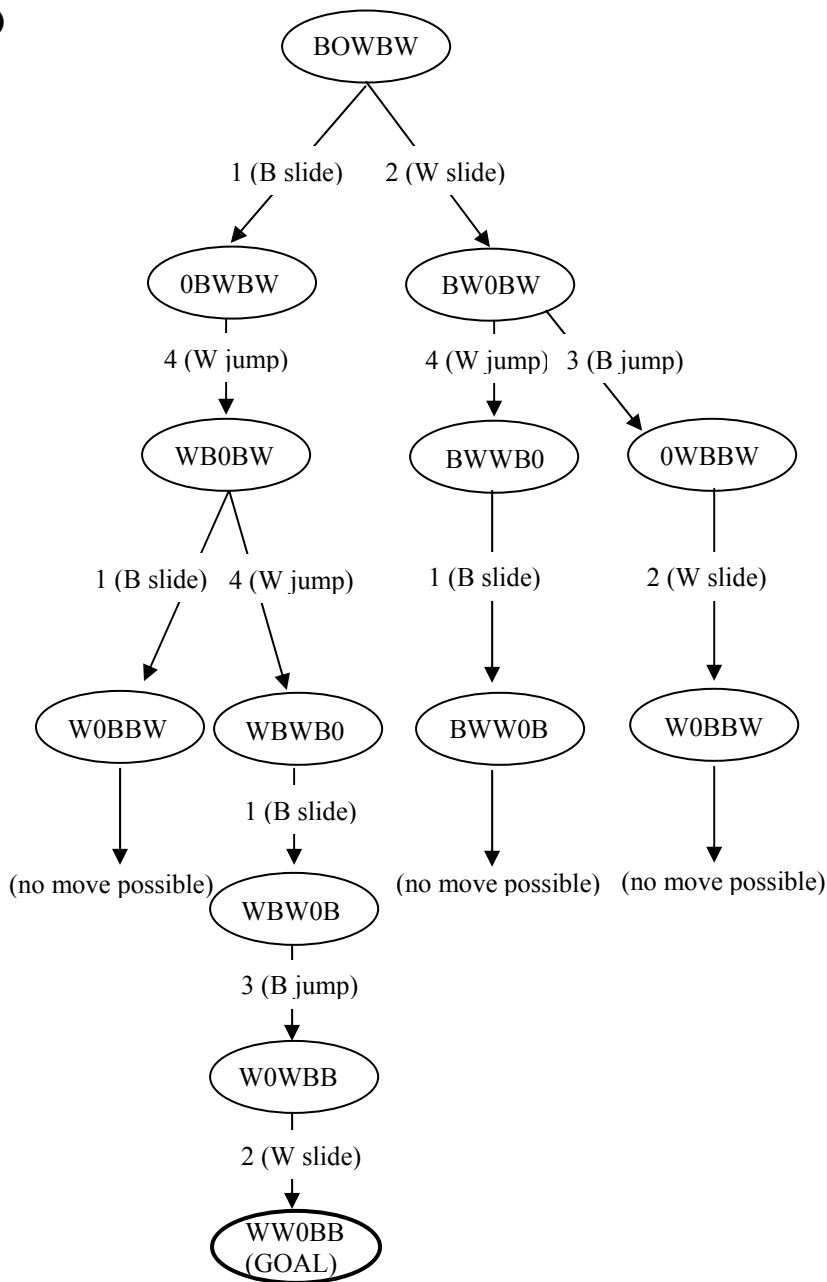 )
BOWBW
1 (B slide) 2 (W slide)
0BWBW BW0BW
4 (W jump) 4 (W jump) 3 (B jump)
WB0BW BWWB0 0WBBW
1 (B slide) 4 (W jump) 1 (B slide) 2 (W slide)
W0BBW WBWB0 BWW0B W0BBW
1 (B slide)
(no move possible) (no move possible) (no move possible)
WBW0B
3 (B jump)
W0WBB
2 (W slide)
WW0BB
(GOAL)